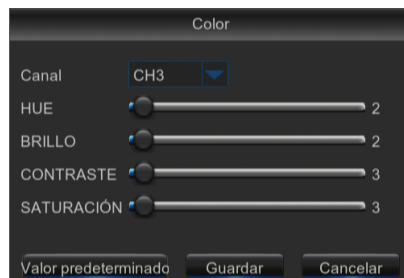 Color
Canal CH3
HUE 2
BRILLO 2
CONTRASTE 3
SATURACIÓN 3
Valor predeterminado Guardar Cancelar